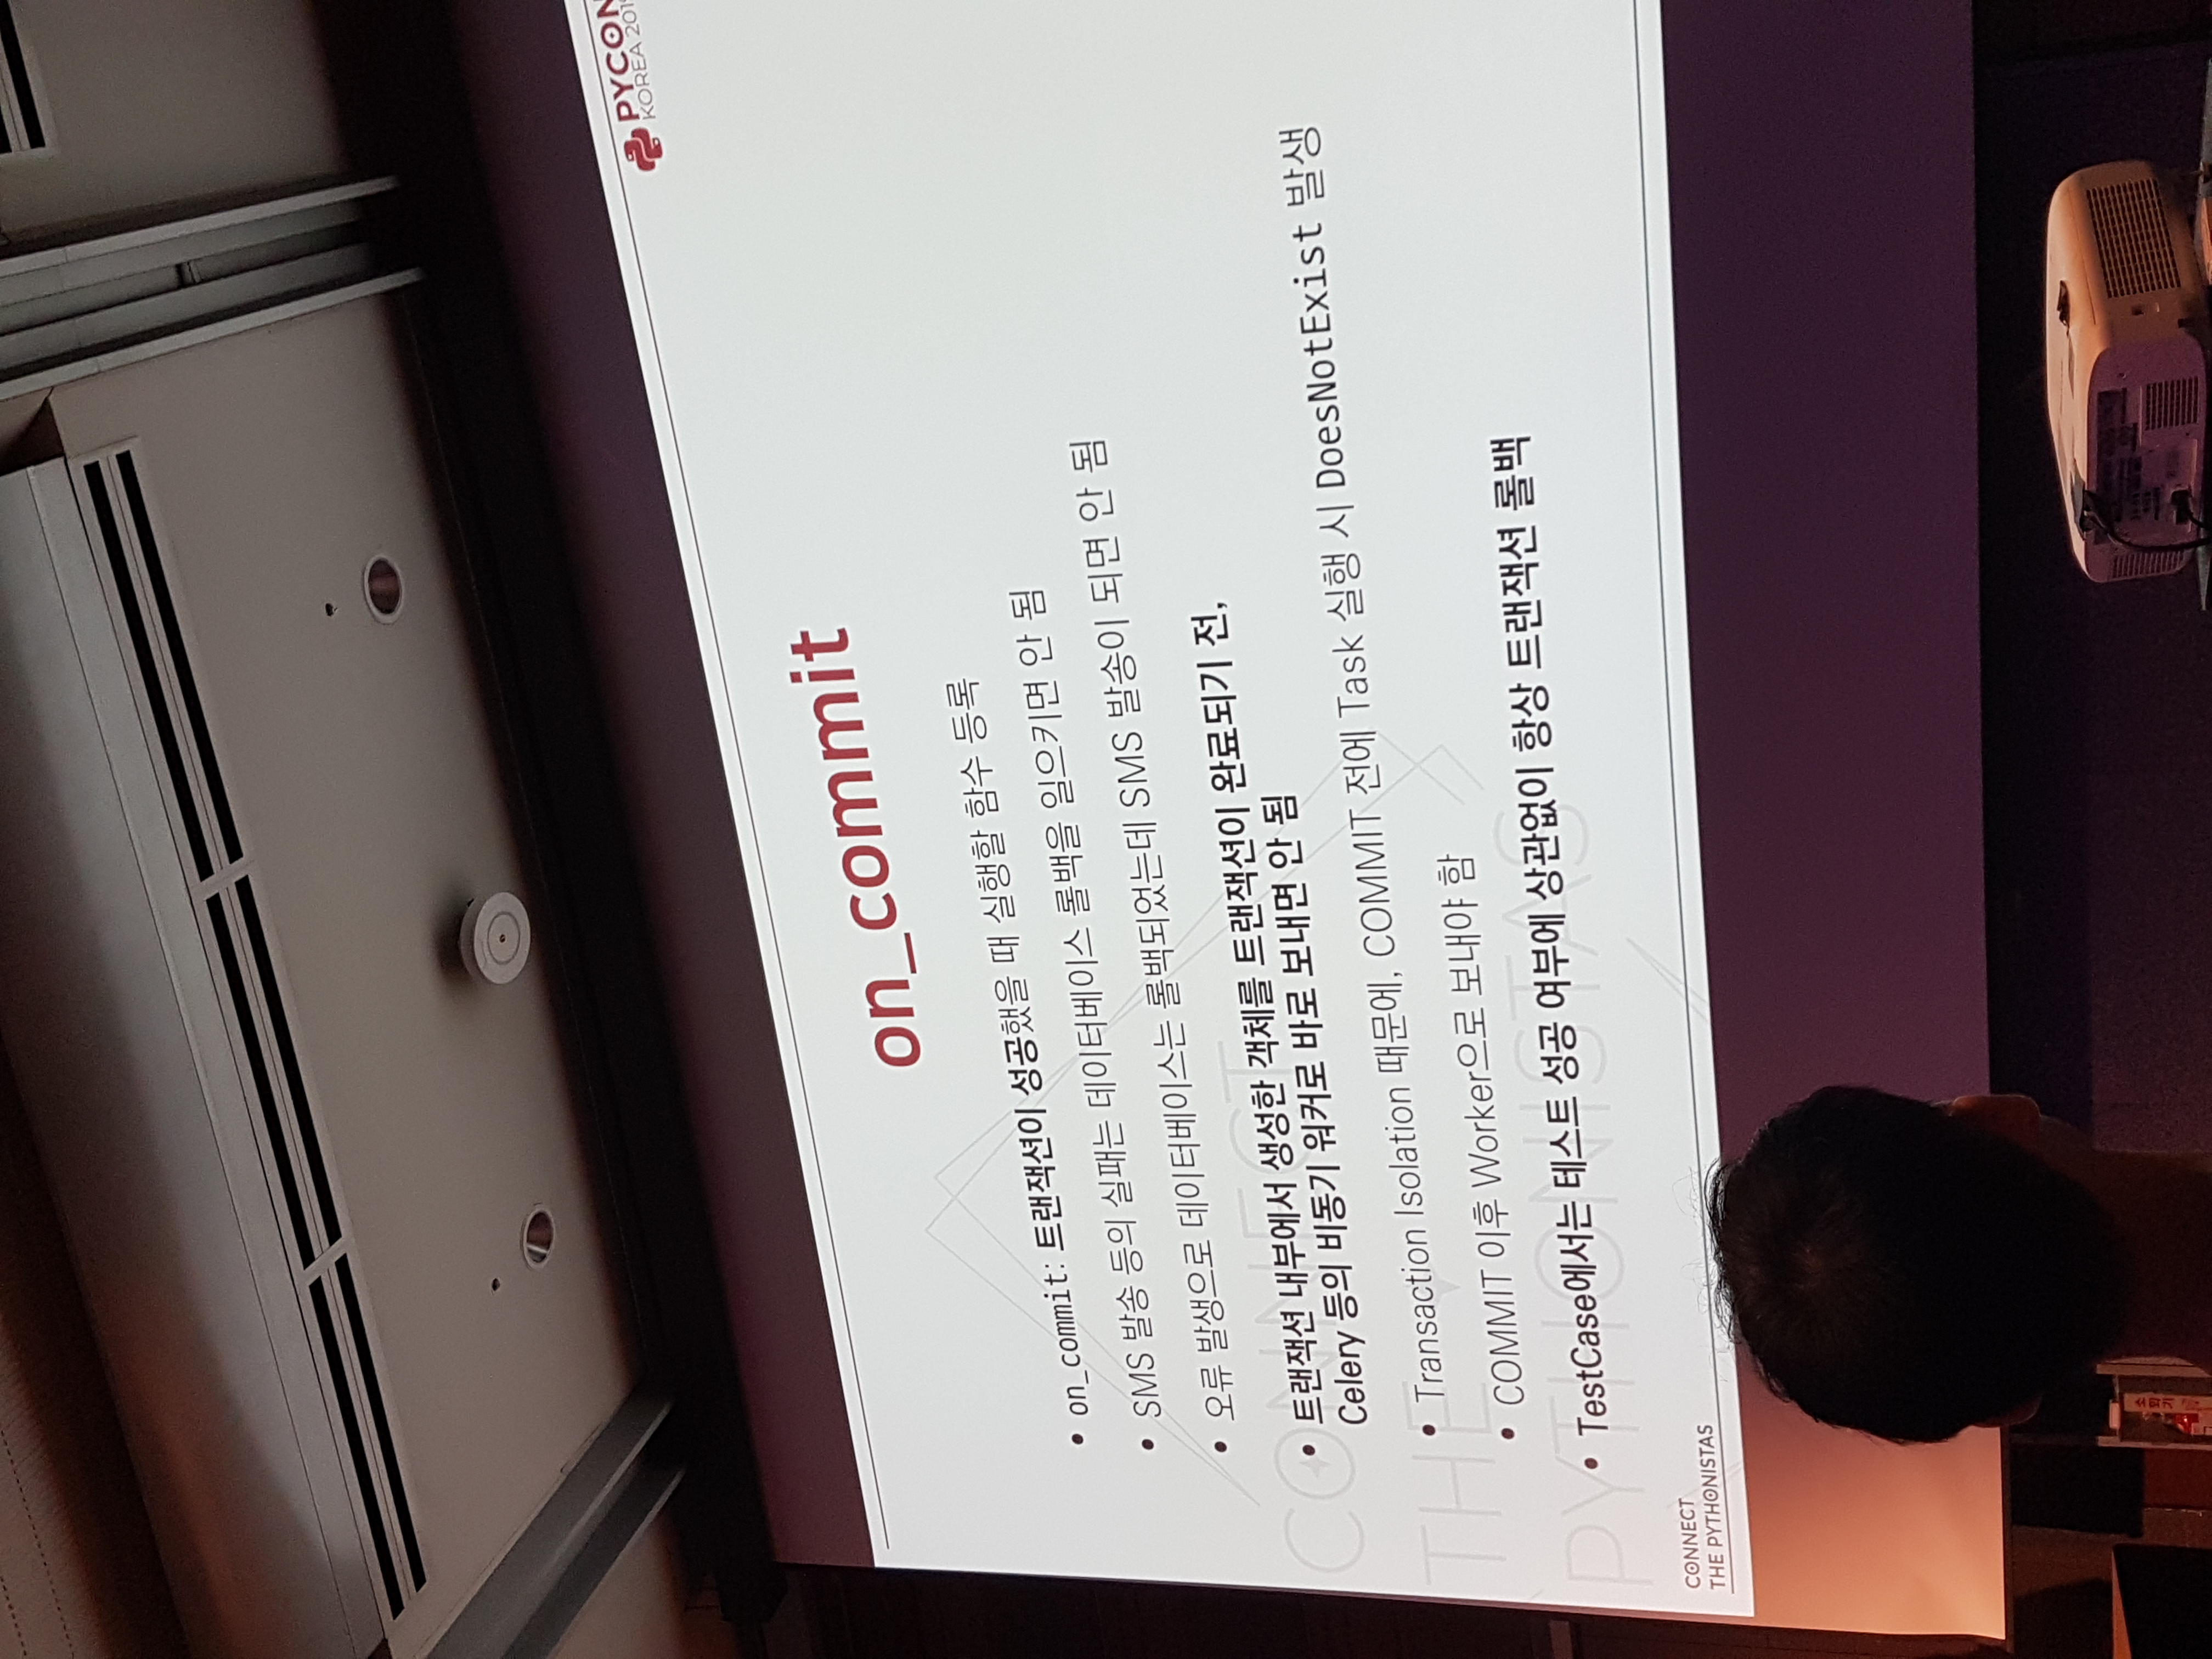 PYCON
KOREA 201
on_commit
• on_commit: 트랜잭션이 성공했을 때 실행할 함수 등록
• SMS 발송 등의 실패는 데이터베이스 롤백을 일으키면 안 됨
• 오류 발생으로 데이터베이스는 롤백되었는데 SMS 발송이 되면 안 됨
• 트랜잭션 내부에서 생성한 객체를 트랜잭션이 완료되기 전,
Celery 등의 비동기 워커로 바로 보내면 안 됨
• Transaction Isolation 때문에, COMMIT 전에 Task 실행 시 DoesNotExist 발생
• COMMIT 이후 Worker으로 보내야 함
• TestCase에서는 테스트 성공 여부에 상관없이 항상 트랜잭션 롤백
CONNECT
THE
PYTHONISTAS
CONNECT
THE PYTHONISTAS
소화기